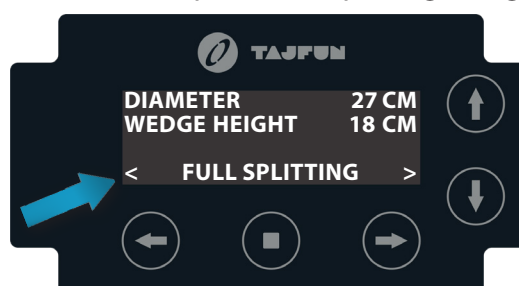 TAJFUN
DIAMETER 27 CM
WEDGE HEIGHT 18 CM
< FULL SPLITTING >